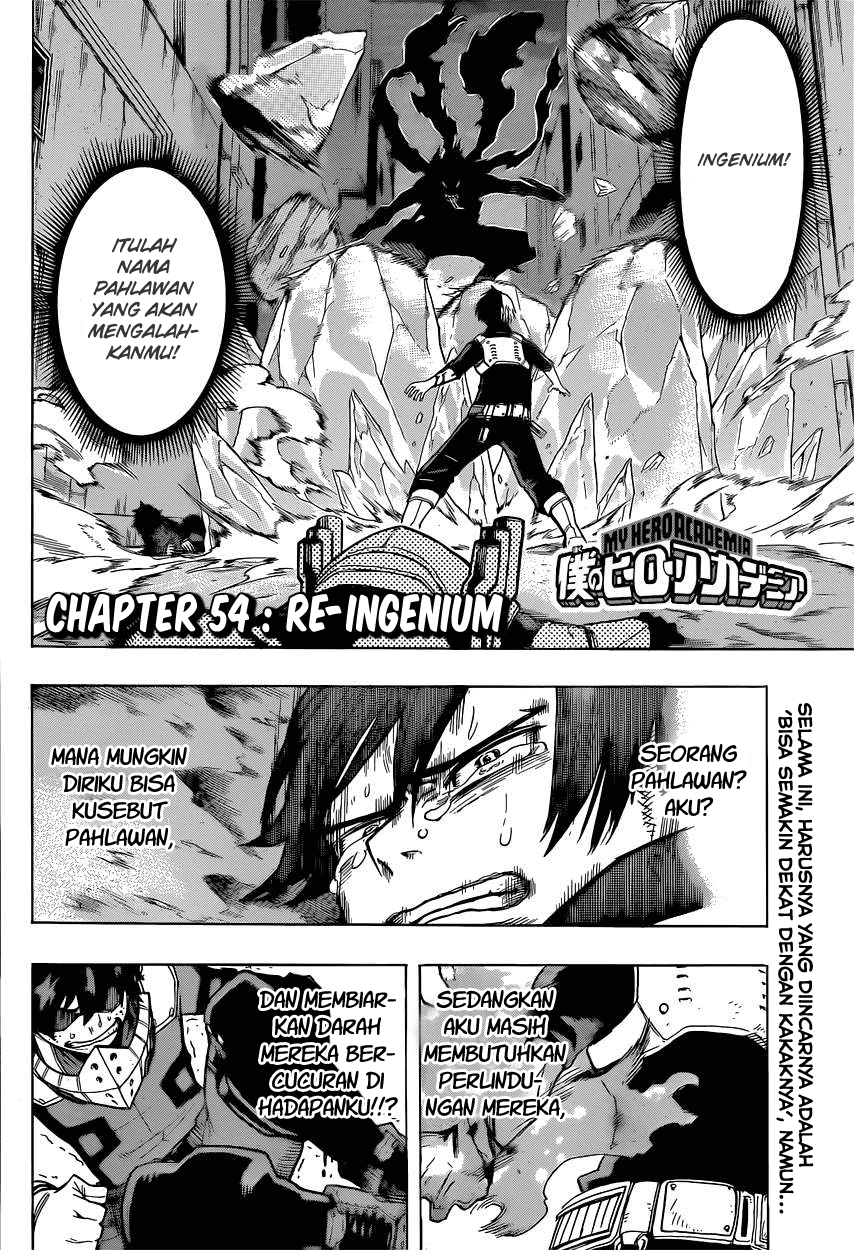 INGENIUM!
ITULAH
NAMA
PAHLAWAN
YANG AKAN
MENGALAH-
KANMU!
MY HERO ACADEMIA
僕のヒーローアカデミア
CHAPTER 54 : RE-INGENIUM
SELAMA INI, HARUSNYA YANG DIINCARNYA ADALAH
'BISA SEMAKIN DEKAT DENGAN KAKAKNYA', NAMUN...
SEORANG
PAHLAWAN?
AKU?
MANA MUNGKIN
DIRIKU BISA
KUSEBUT
PAHLAWAN,
SEDANGKAN
AKU MASIH
MEMBUTUHKAN
PERLINDU-
NGAN MEREKA,
DAN MEMBIAR-
KAN DARAH
MEREKA BER-
CUCURAN DI
HADAPANKU!!?